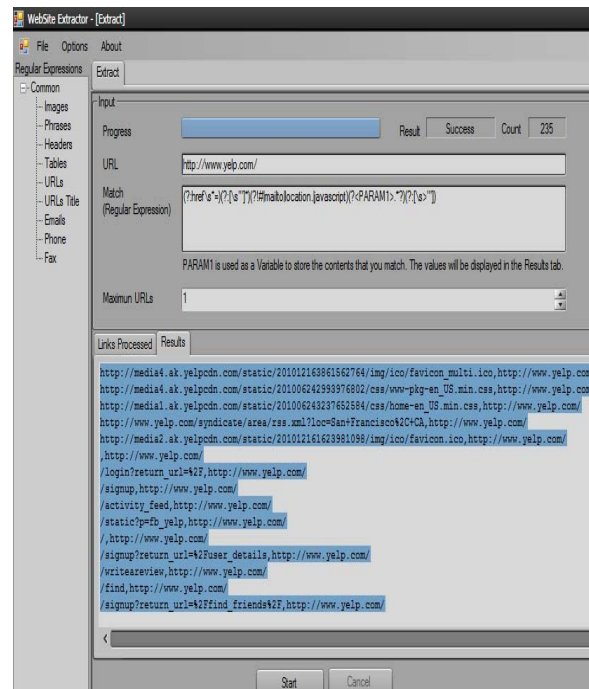 WebSite Extractor - [Extract]
File Options About
Regular Expressions
Common
Images
Phrases
Headers
Tables
URLs
URLs Title
Emails
Phone
Fax
Extract
Input
Progress Result Success Count 235
URL http://www.yelp.com/
Match
(Regular Expression)
(?:href\s*=)(?:[\s"']*)(?!#|mailto|location.|javascript)(?<PARAM1>.*?)(?:[\s>"'])
PARAM1 is used as a Variable to store the contents that you match. The values will be displayed in the Results tab.
Maximun URLs 1
Links Processed Results
http://media4.ak.yelpcdn.com/static/201012163861562764/img/ico/favicon_multi.ico,http://www.yelp.com
http://media4.ak.yelpcdn.com/static/201006242993976802/css/www-pkg-en_US.min.css,http://www.yelp.com
http://media1.ak.yelpcdn.com/static/201006243237652584/css/home-en_US.min.css,http://www.yelp.com/
http://www.yelp.com/syndicate/area/rss.xml?loc=San+Francisco%2C+CA,http://www.yelp.com/
http://media2.ak.yelpcdn.com/static/201012161623981098/img/ico/favicon.ico,http://www.yelp.com/
,http://www.yelp.com/
/login?return_url=%2F,http://www.yelp.com/
/signup,http://www.yelp.com/
/activity_feed,http://www.yelp.com/
/static?p=fb_yelp,http://www.yelp.com/
/,http://www.yelp.com/
/signup?return_url=%2Fuser_details,http://www.yelp.com/
/writeareview,http://www.yelp.com/
/find,http://www.yelp.com/
/signup?return_url=%2Ffind_friends%2F,http://www.yelp.com/
Start Cancel